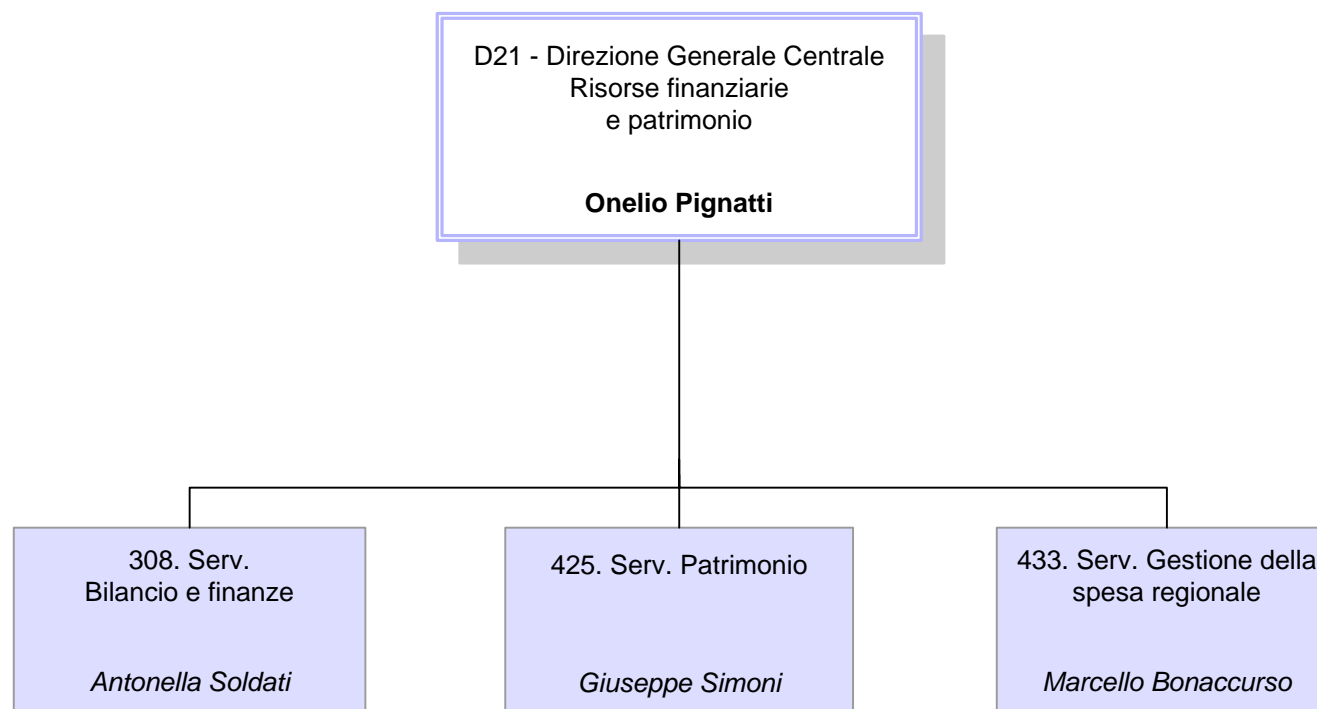 D21 - Direzione Generale Centrale
Risorse finanziarie
e patrimonio
Onelio Pignatti
308. Serv.
Bilancio e finanze
Antonella Soldati
425. Serv. Patrimonio
Giuseppe Simoni
433. Serv. Gestione della
spesa regionale
Marcello Bonaccurso